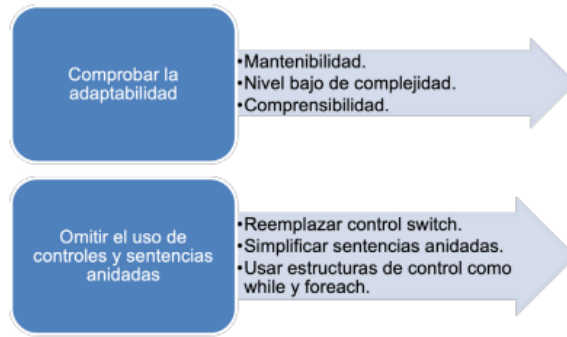 Comprobar la
adaptabilidad
•Mantenibilidad.
•Nivel bajo de complejidad.
•Comprensibilidad.
Omitir el uso de
controles y sentencias
anidadas
•Reemplazar control switch.
•Simplificar sentencias anidadas.
•Usar estructuras de control como
while y foreach.